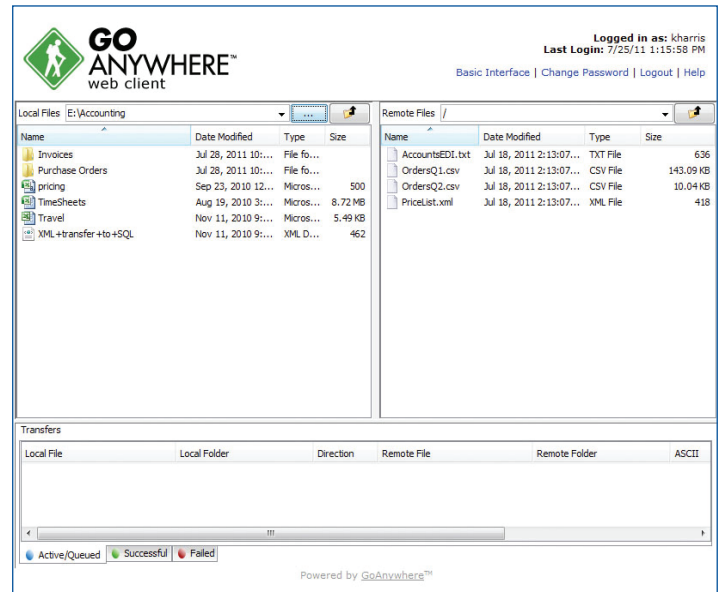 GO
ANYWHERE™
web client
Logged in as: kharris
Last Login: 7/25/11 1:15:58 PM
Basic Interface | Change Password | Logout | Help
Local Files E:\Accounting ...
Remote Files /
Name Date Modified Type Size
Invoices Jul 28, 2011 10:... File fo...
Purchase Orders Jul 28, 2011 10:... File fo...
pricing Sep 23, 2010 12... Micros... 500
TimeSheets Aug 19, 2010 3:... Micros... 8.72 MB
Travel Nov 11, 2010 9:... Micros... 5.49 KB
XML+transfer+to+SQL Nov 11, 2010 9:... XML D... 462
Name Date Modified Type Size
AccountsEDI.txt Jul 18, 2011 2:13:07... TXT File 636
OrdersQ1.csv Jul 18, 2011 2:13:07... CSV File 143.09 KB
OrdersQ2.csv Jul 18, 2011 2:13:07... CSV File 10.04 KB
PriceList.xml Jul 18, 2011 2:13:07... XML File 418
Transfers
Local File Local Folder Direction Remote File Remote Folder ASCII
Active/Queued Successful Failed
Powered by GoAnywhere™